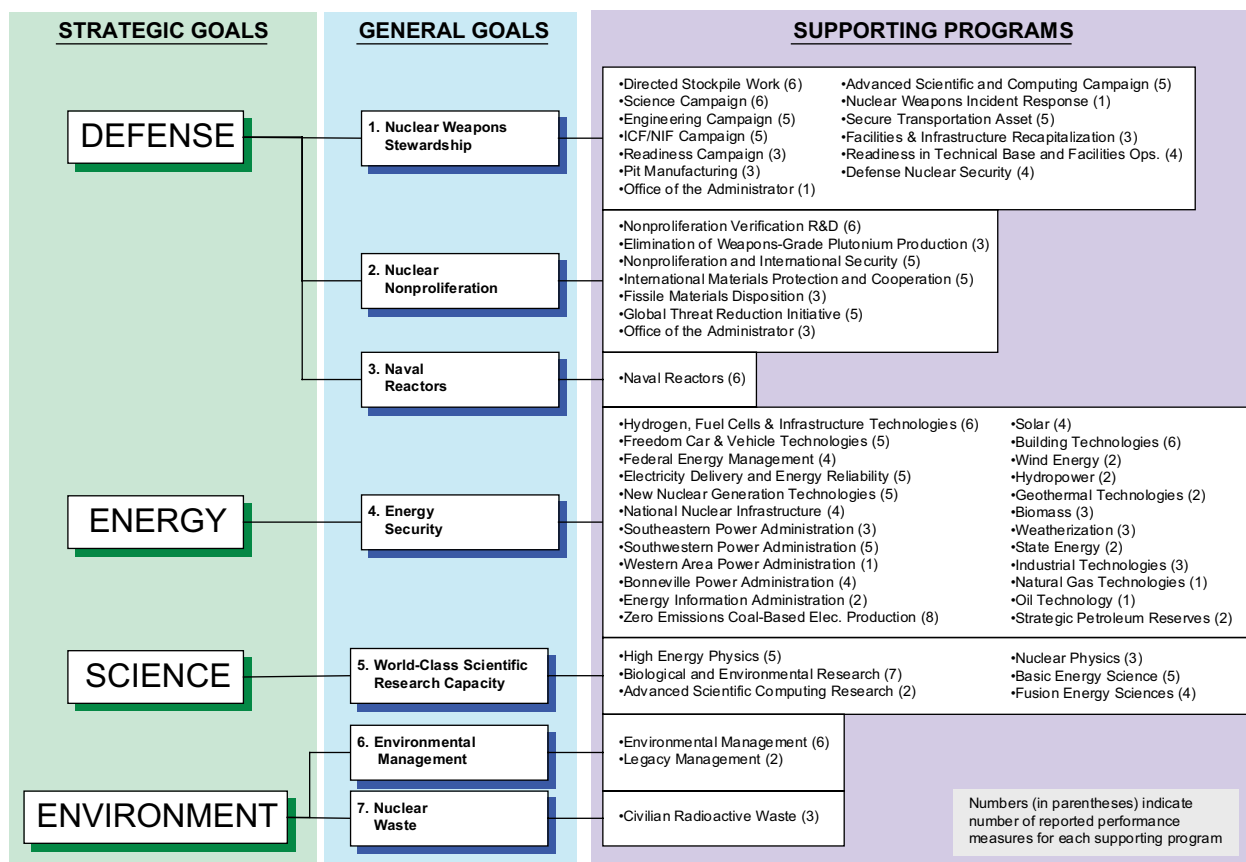 STRATEGIC GOALS
GENERAL GOALS
SUPPORTING PROGRAMS
DEFENSE
1. Nuclear Weapons
Stewardship
•Directed Stockpile Work (6)
•Science Campaign (6)
•Engineering Campaign (5)
•ICF/NIF Campaign (5)
•Readiness Campaign (3)
•Pit Manufacturing (3)
•Office of the Administrator (1)
•Advanced Scientific and Computing Campaign (5)
•Nuclear Weapons Incident Response (1)
•Secure Transportation Asset (5)
•Facilities & Infrastructure Recapitalization (3)
•Readiness in Technical Base and Facilities Ops. (4)
•Defense Nuclear Security (4)
2. Nuclear
Nonproliferation
•Nonproliferation Verification R&D (6)
•Elimination of Weapons-Grade Plutonium Production (3)
•Nonproliferation and International Security (5)
•International Materials Protection and Cooperation (5)
•Fissile Materials Disposition (3)
•Global Threat Reduction Initiative (5)
•Office of the Administrator (3)
3. Naval
Reactors
•Naval Reactors (6)
ENERGY
4. Energy
Security
•Hydrogen, Fuel Cells & Infrastructure Technologies (6)
•Freedom Car & Vehicle Technologies (5)
•Federal Energy Management (4)
•Electricity Delivery and Energy Reliability (5)
•New Nuclear Generation Technologies (5)
•National Nuclear Infrastructure (4)
•Southeastern Power Administration (3)
•Southwestern Power Administration (5)
•Western Area Power Administration (1)
•Bonneville Power Administration (4)
•Energy Information Administration (2)
•Zero Emissions Coal-Based Elec. Production (8)
•Solar (4)
•Building Technologies (6)
•Wind Energy (2)
•Hydropower (2)
•Geothermal Technologies (2)
•Biomass (3)
•Weatherization (3)
•State Energy (2)
•Industrial Technologies (3)
•Natural Gas Technologies (1)
•Oil Technology (1)
•Strategic Petroleum Reserves (2)
SCIENCE
5. World-Class Scientific
Research Capacity
•High Energy Physics (5)
•Biological and Environmental Research (7)
•Advanced Scientific Computing Research (2)
•Nuclear Physics (3)
•Basic Energy Science (5)
•Fusion Energy Sciences (4)
ENVIRONMENT
6. Environmental
Management
•Environmental Management (6)
•Legacy Management (2)
7. Nuclear
Waste
•Civilian Radioactive Waste (3)
Numbers (in parentheses) indicate
number of reported performance
measures for each supporting program